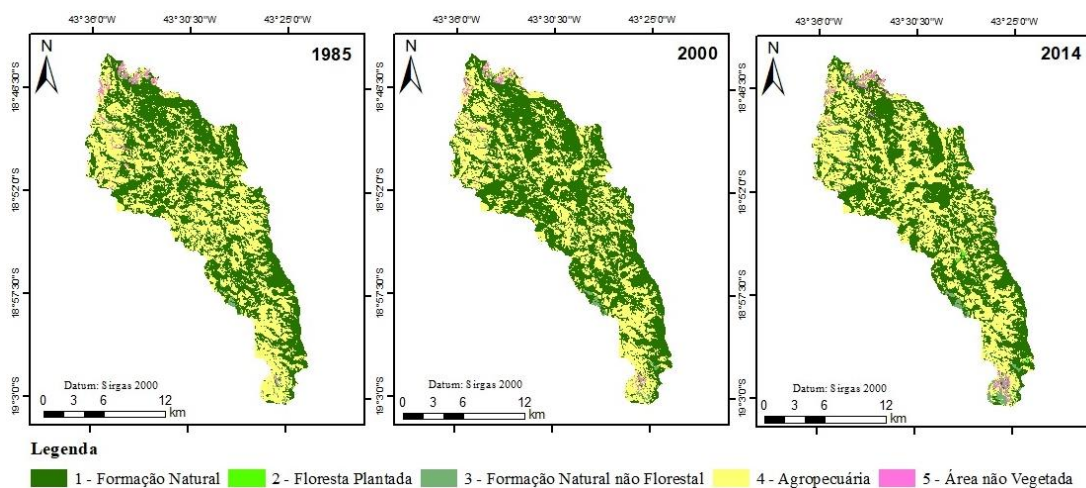 43°36'0"S 43°30'30"S 43°25'0"S
43°36'0"S 43°30'30"S 43°25'0"S
43°36'0"S 43°30'30"S 43°25'0"S
N
1985
N
2000
N
2014
18°46'30"S
18°52'0"S
18°57'30"S
19°3'0"S
18°46'30"S
18°52'0"S
18°57'30"S
19°3'0"S
18°46'30"S
18°52'0"S
18°57'30"S
19°3'0"S
Datum: Sirgas 2000
0 3 6 12
km
Datum: Sirgas 2000
0 3 6 12
km
Datum: Sirgas 2000
0 3 6 12
km
Legenda
1 - Formação Natural 2 - Floresta Plantada 3 - Formação Natural não Florestal 4 - Agropecuária 5 - Área não Vegetada